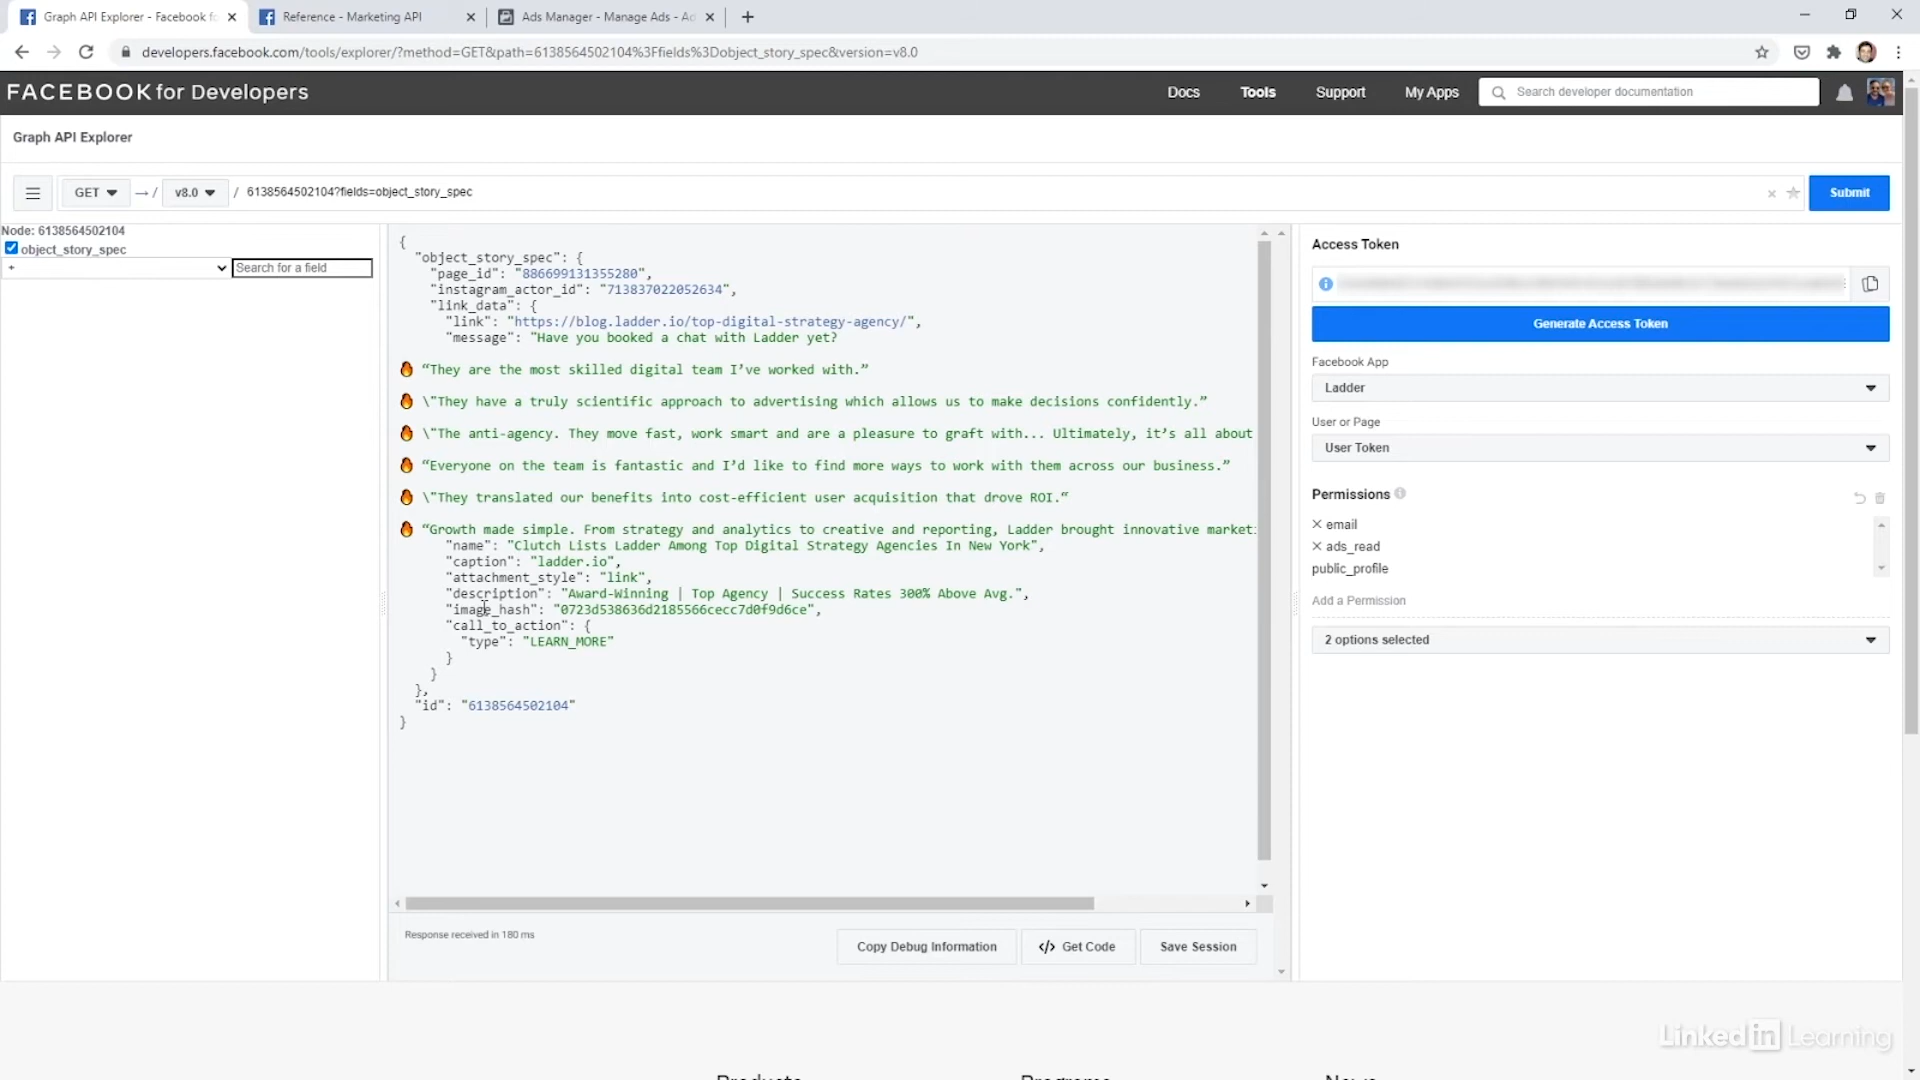 Graph API Explorer - Facebook fo
Reference - Marketing API
Ads Manager - Manage Ads - Ad
developers.facebook.com/tools/explorer/?method=GET&path=6138564502104%3Ffields%3Dobject_story_spec&version=v8.0
FACEBOOK for Developers
Docs
Tools
Support
My Apps
Search developer documentation
Graph API Explorer
GET
→ /
v8.0
/ 6138564502104?fields=object_story_spec
Submit
Node: 6138564502104
object_story_spec
+
Search for a field
{
"object_story_spec": {
"page_id": "886699131355280",
"instagram_actor_id": "713837022052634",
"link_data": {
"link": "https://blog.ladder.io/top-digital-strategy-agency/",
"message": "Have you booked a chat with Ladder yet?
🔥 “They are the most skilled digital team I’ve worked with.”
🔥 \"They have a truly scientific approach to advertising which allows us to make decisions confidently.”
🔥 \"The anti-agency. They move fast, work smart and are a pleasure to graft with... Ultimately, it’s all about
🔥 “Everyone on the team is fantastic and I’d like to find more ways to work with them across our business.”
🔥 \"They translated our benefits into cost-efficient user acquisition that drove ROI.“
🔥 “Growth made simple. From strategy and analytics to creative and reporting, Ladder brought innovative marketi
"name": "Clutch Lists Ladder Among Top Digital Strategy Agencies In New York",
"caption": "ladder.io",
"attachment_style": "link",
"description": "Award-Winning | Top Agency | Success Rates 300% Above Avg.",
"image_hash": "0723d538636d2185566cecc7d0f9d6ce",
"call_to_action": {
"type": "LEARN_MORE"
}
}
},
"id": "6138564502104"
}
Response received in 180 ms
Copy Debug Information
</> Get Code
Save Session
Access Token
Generate Access Token
Facebook App
Ladder
User or Page
User Token
Permissions
email
ads_read
public_profile
Add a Permission
2 options selected
LinkedIn Learning